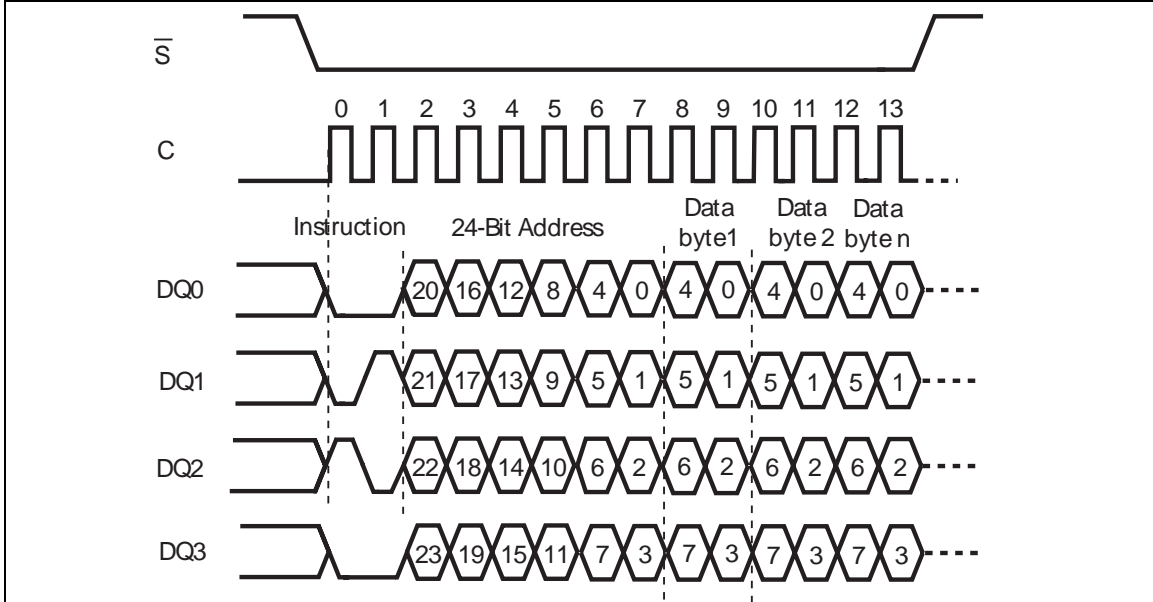 S
0 1 2 3 4 5 6 7 8 9 10 11 12 13
C
Instruction 24-Bit Address Data byte1 Data byte 2 Data byte n
DQ0 20 16 12 8 4 0 4 0 4 0 4 0
DQ1 21 17 13 9 5 1 5 1 5 1 5 1
DQ2 22 18 14 10 6 2 6 2 6 2 6 2
DQ3 23 19 15 11 7 3 7 3 7 3 7 3